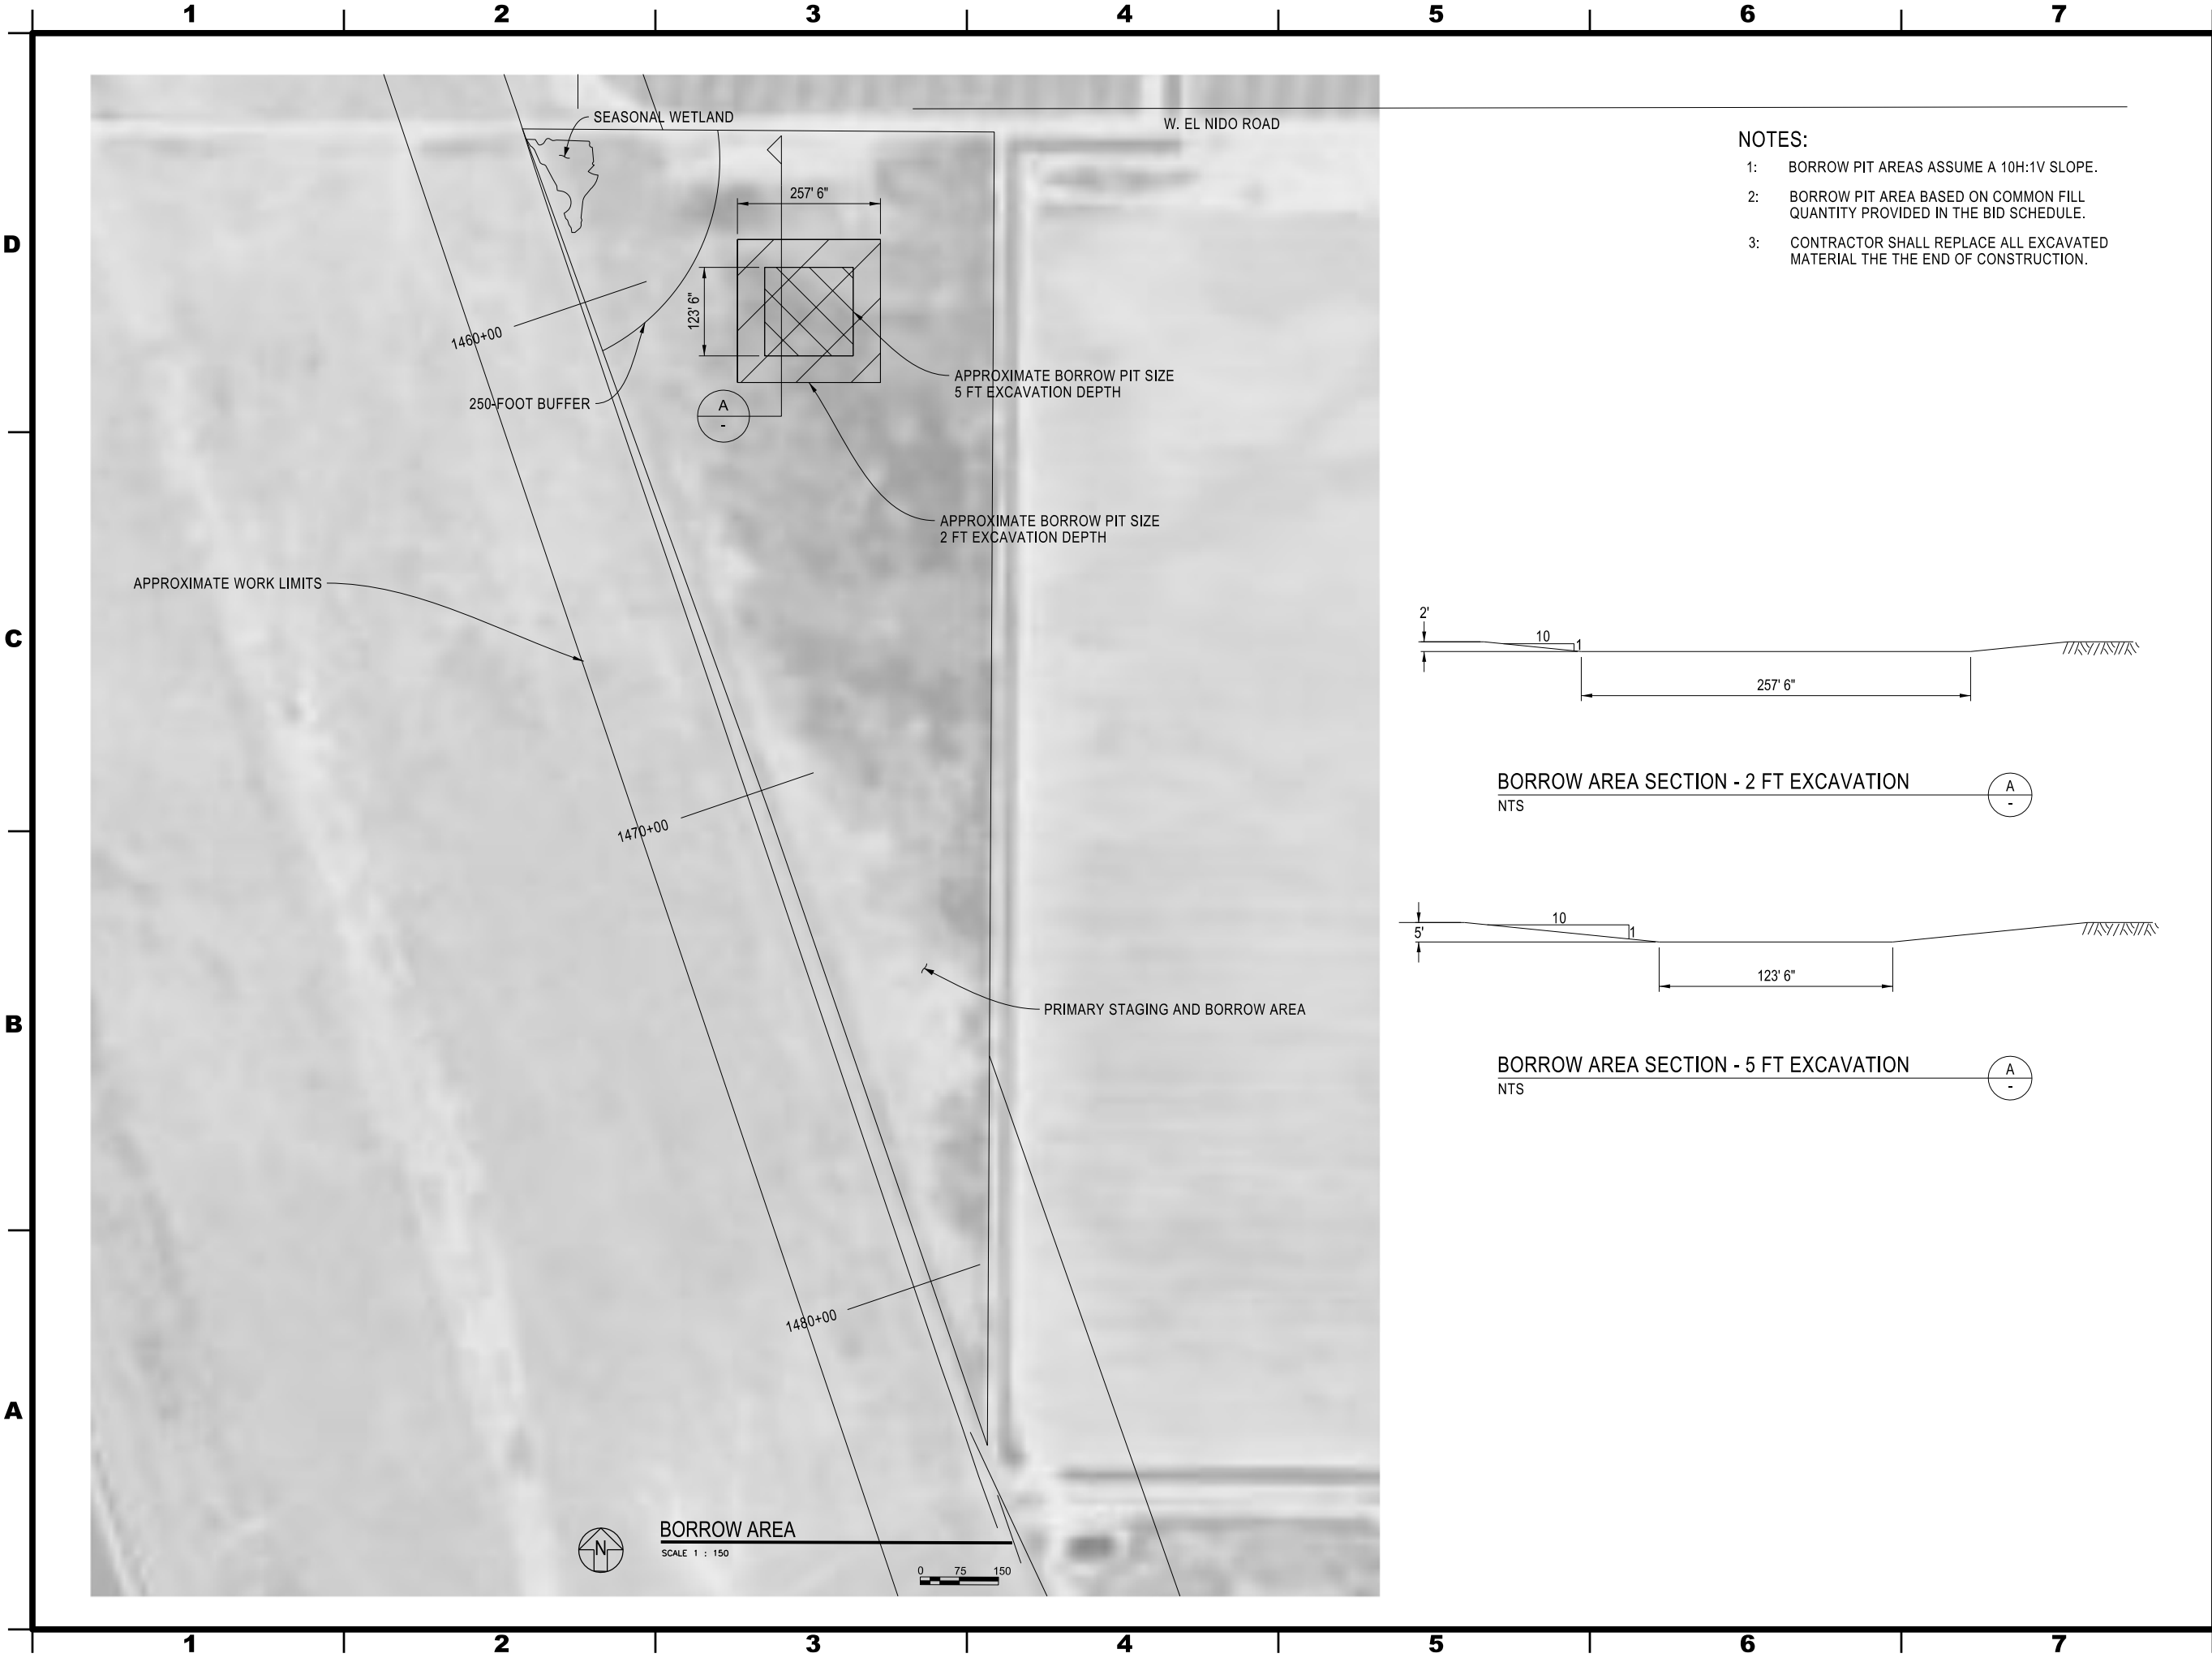 1 2 3 4 5 6 7
SEASONAL WETLAND
W. EL NIDO ROAD
NOTES:
1: BORROW PIT AREAS ASSUME A 10H:1V SLOPE.
2: BORROW PIT AREA BASED ON COMMON FILL
QUANTITY PROVIDED IN THE BID SCHEDULE.
3: CONTRACTOR SHALL REPLACE ALL EXCAVATED
MATERIAL THE THE END OF CONSTRUCTION.
257' 6"
D
123' 6"
1460+00
APPROXIMATE BORROW PIT SIZE
5 FT EXCAVATION DEPTH
250-FOOT BUFFER
A
-
APPROXIMATE BORROW PIT SIZE
2 FT EXCAVATION DEPTH
APPROXIMATE WORK LIMITS
C
2'
10
1
257' 6"
BORROW AREA SECTION - 2 FT EXCAVATION
NTS
A
-
1470+00
10
1
5'
123' 6"
B
PRIMARY STAGING AND BORROW AREA
BORROW AREA SECTION - 5 FT EXCAVATION
NTS
A
-
1480+00
A
N
BORROW AREA
SCALE 1 : 150
0 75 150
1 2 3 4 5 6 7